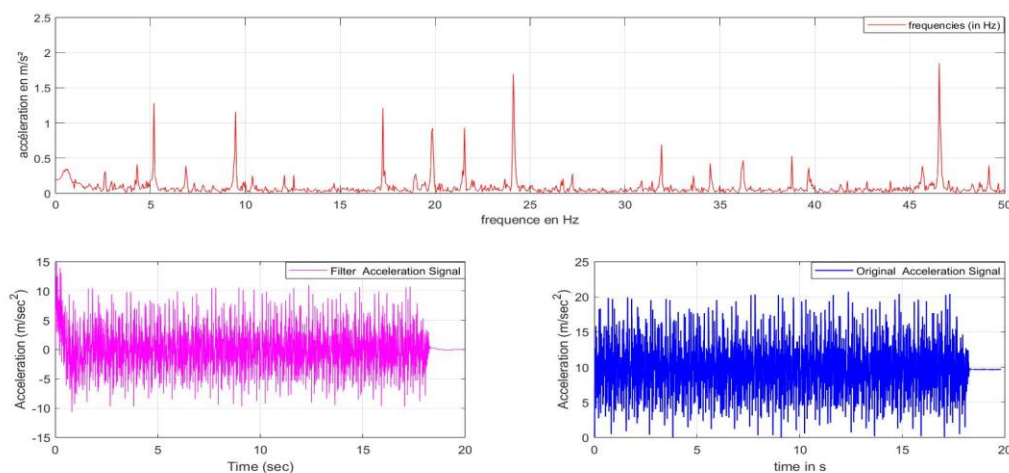 2.5
2
1.5
1
0.5
0
accéleration en m/s²
frequencies (in Hz)
0 5 10 15 20 25 30 35 40 45 50
frequence en Hz
15
10
5
0
-5
-10
-15
Acceleration (m/sec²)
Filter Acceleration Signal
0 5 10 15 20
Time (sec)
25
20
15
10
5
0
Acceleration (m/sec²)
Original Acceleration Signal
0 5 10 15 20
time in s